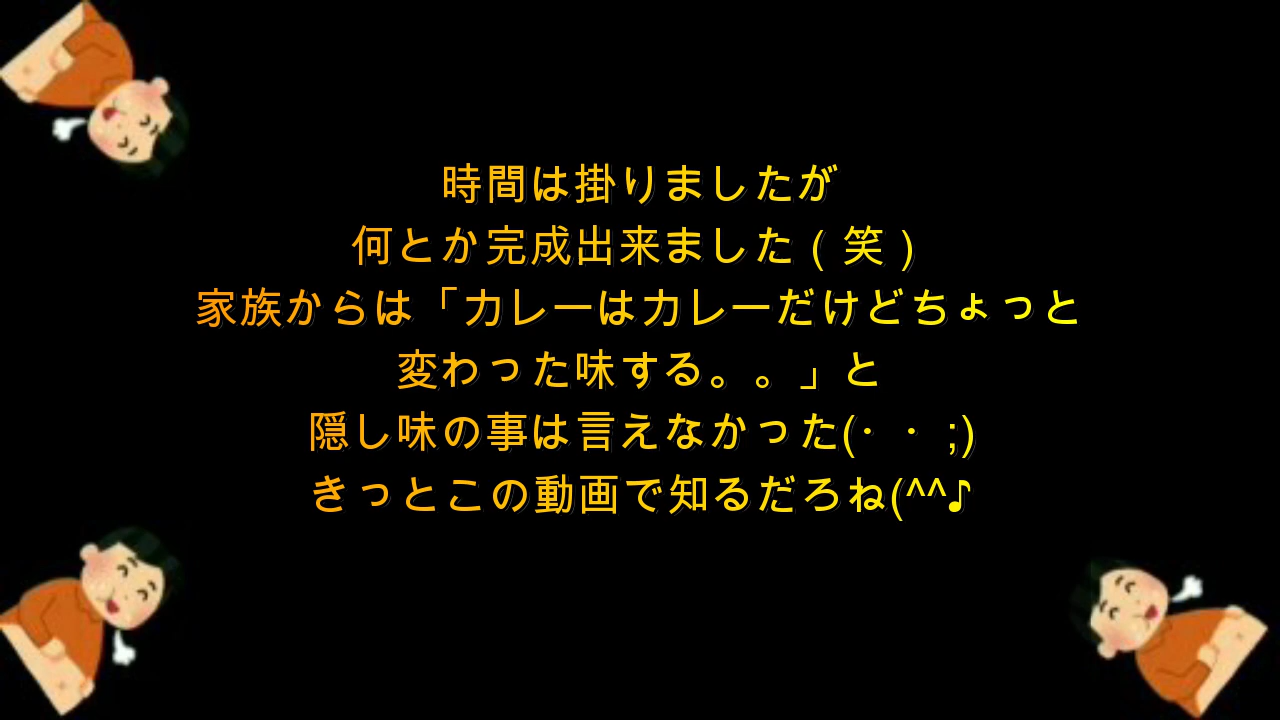 時間は掛りましたが
何とか完成出来ました(笑)
家族からは「カレーはカレーだけどちょっと
変わった味する。。」と
隠し味の事は言えなかった(・・;)
きっとこの動画で知るだろね(^^♪